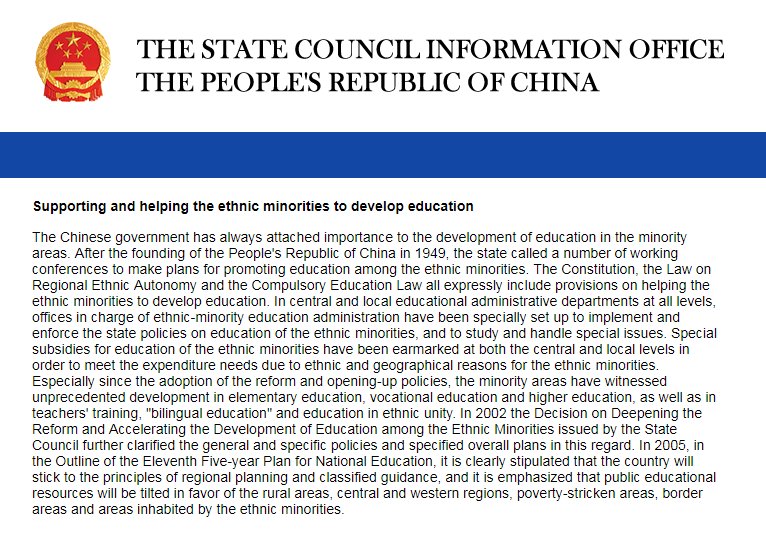 THE STATE COUNCIL INFORMATION OFFICE
THE PEOPLE'S REPUBLIC OF CHINA
Supporting and helping the ethnic minorities to develop education
The Chinese government has always attached importance to the development of education in the minority
areas. After the founding of the People's Republic of China in 1949, the state called a number of working
conferences to make plans for promoting education among the ethnic minorities. The Constitution, the Law on
Regional Ethnic Autonomy and the Compulsory Education Law all expressly include provisions on helping the
ethnic minorities to develop education. In central and local educational administrative departments at all levels,
offices in charge of ethnic-minority education administration have been specially set up to implement and
enforce the state policies on education of the ethnic minorities, and to study and handle special issues. Special
subsidies for education of the ethnic minorities have been earmarked at both the central and local levels in
order to meet the expenditure needs due to ethnic and geographical reasons for the ethnic minorities.
Especially since the adoption of the reform and opening-up policies, the minority areas have witnessed
unprecedented development in elementary education, vocational education and higher education, as well as in
teachers' training, "bilingual education" and education in ethnic unity. In 2002 the Decision on Deepening the
Reform and Accelerating the Development of Education among the Ethnic Minorities issued by the State
Council further clarified the general and specific policies and specified overall plans in this regard. In 2005, in
the Outline of the Eleventh Five-year Plan for National Education, it is clearly stipulated that the country will
stick to the principles of regional planning and classified guidance, and it is emphasized that public educational
resources will be tilted in favor of the rural areas, central and western regions, poverty-stricken areas, border
areas and areas inhabited by the ethnic minorities.